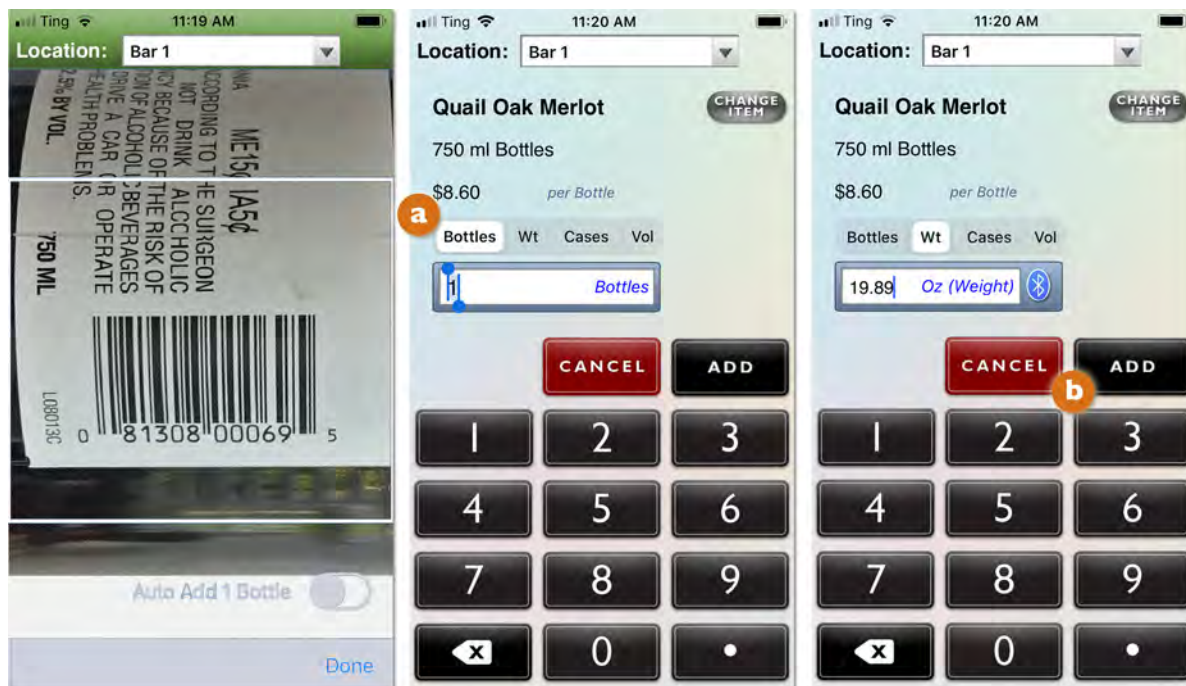 Ting 11:19 AM
Location: Bar 1
ME15¢ IA5¢
TO THE SURGEON
NOT DRINK ALCOHOLIC
BECAUSE OF THE RISK OF
OF ALCOHOLIC BEVERAGES
DRIVE A CAR OR OPERATE
HEALTH PROBLEMS.
2.5% BY VOL.
750 ML
L08013C
0 81308 00069 5
Auto Add 1 Bottle
Done
Ting 11:20 AM
Location: Bar 1
Quail Oak Merlot
CHANGE ITEM
750 ml Bottles
$8.60 per Bottle
a
Bottles Wt Cases Vol
1 Bottles
CANCEL ADD
1 2 3
4 5 6
7 8 9
X 0 •
Ting 11:20 AM
Location: Bar 1
Quail Oak Merlot
CHANGE ITEM
750 ml Bottles
$8.60 per Bottle
Bottles Wt Cases Vol
19.89 Oz (Weight)
CANCEL ADD
b
1 2 3
4 5 6
7 8 9
X 0 •